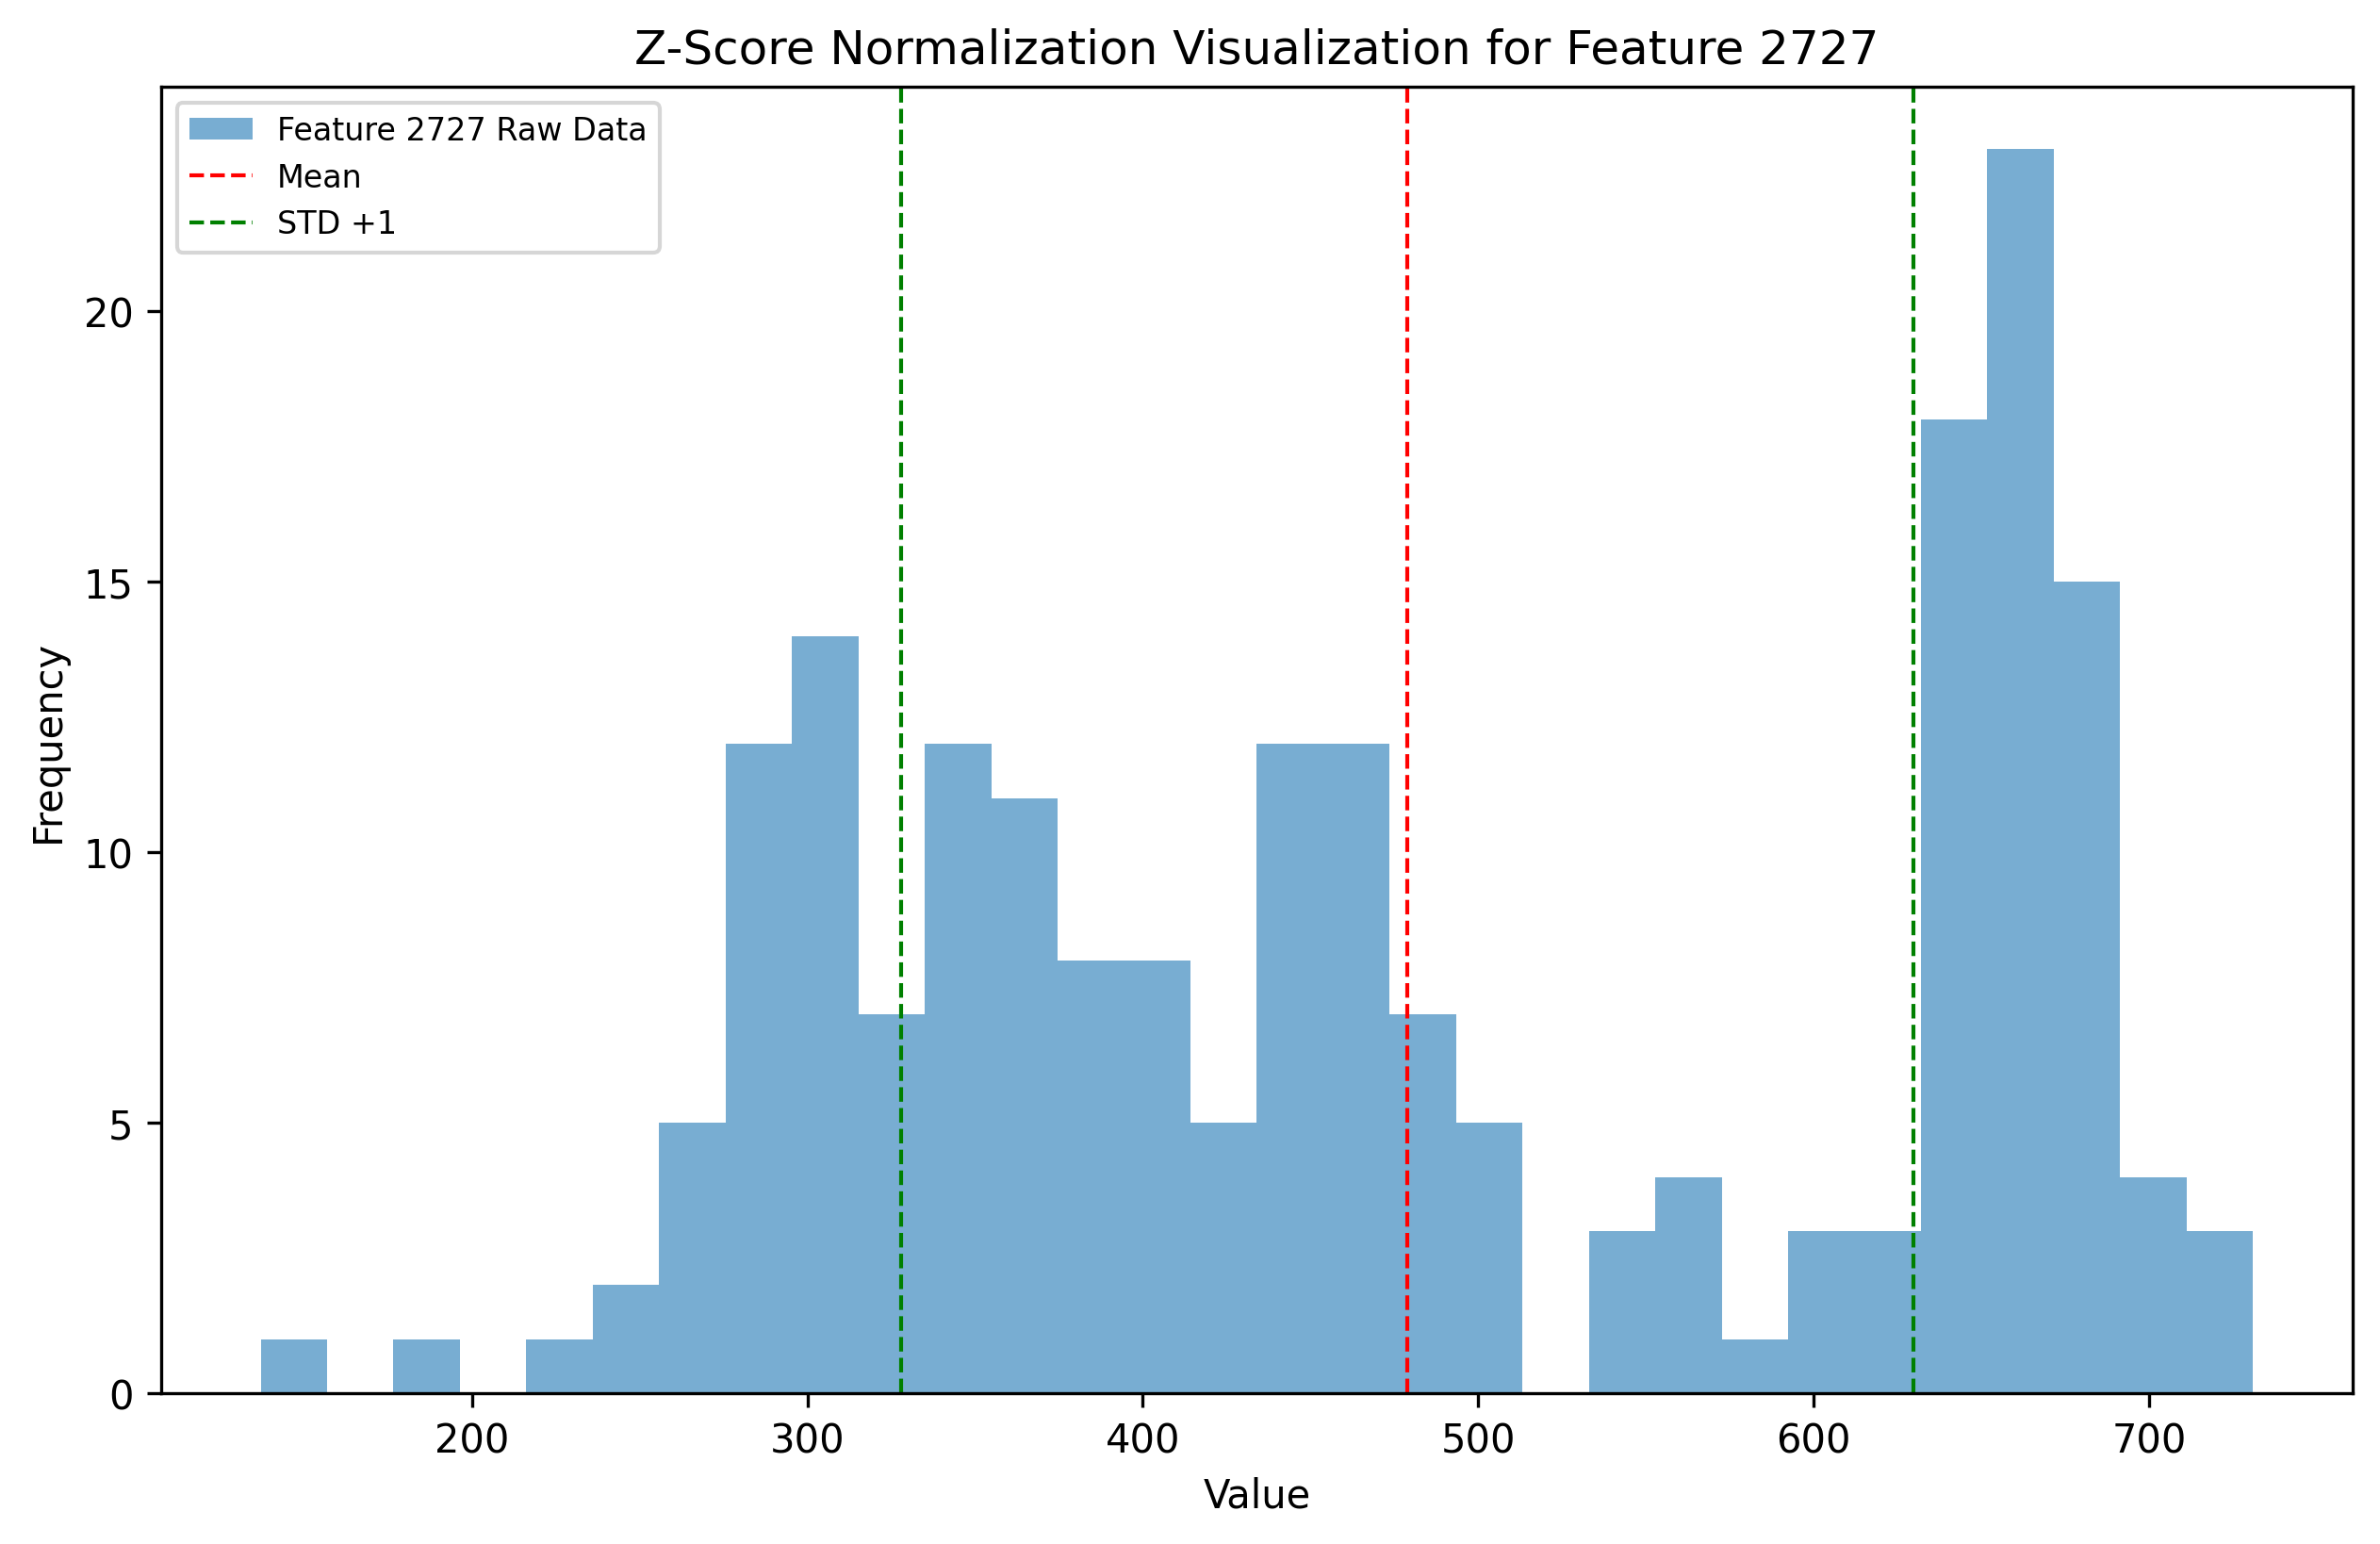 Z-Score Normalization Visualization for Feature 2727
Feature 2727 Raw Data
Mean
STD +1
Frequency
20
15
10
5
0
200 300 400 500 600 700
Value